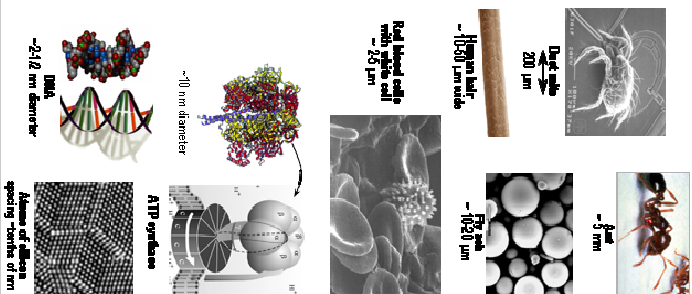 Dust mite
200 μm
Human hair
~ 10-50 μm wide
Red blood cells
with white cell
~ 2-5 μm
~10 nm diameter
DNA
~2-1/2 nm diameter
Ant
~ 5 mm
Fly ash
~ 10-20 μm
ATP synthase
Atoms of silicon
spacing ~tenths of nm